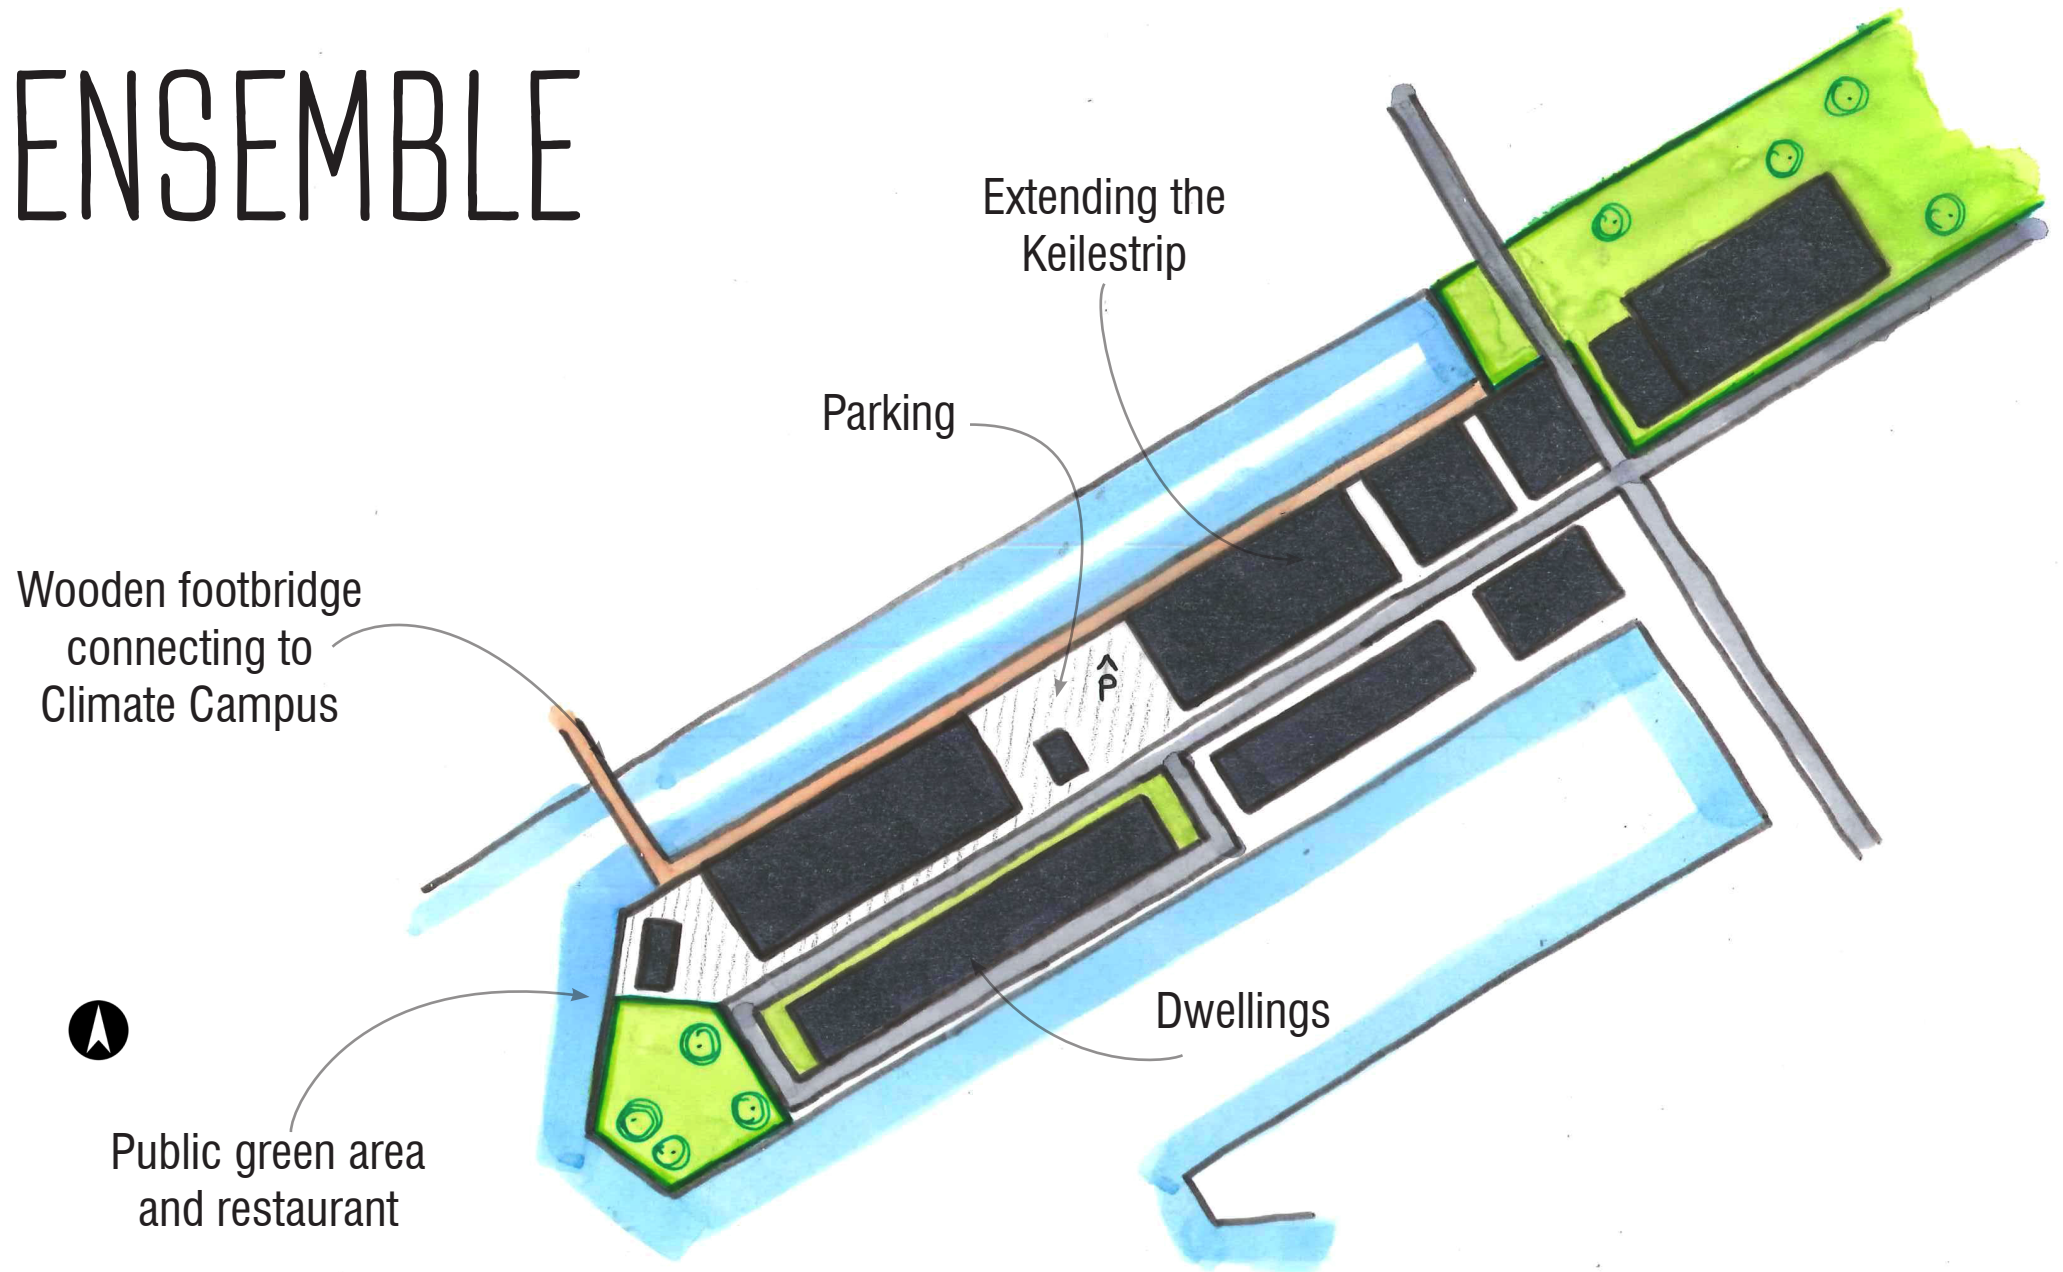 ENSEMBLE
Extending the
Keilestrip
Parking
Wooden footbridge
connecting to
Climate Campus
P
Dwellings
Public green area
and restaurant